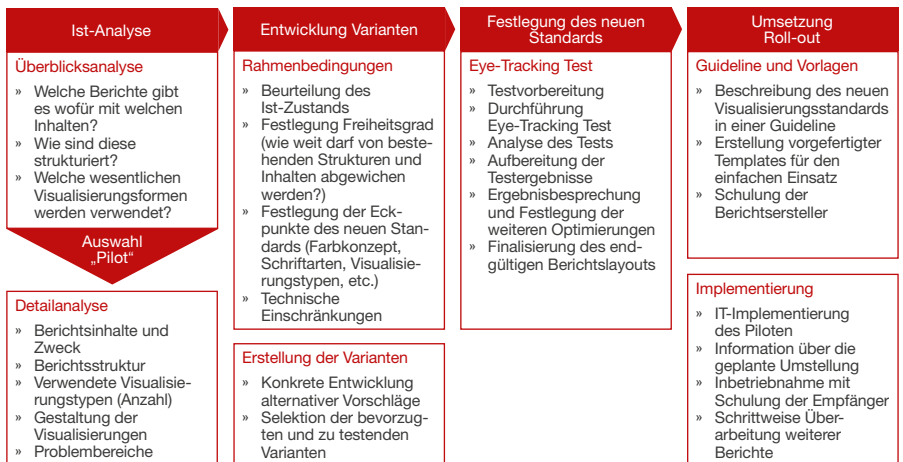 Ist-Analyse
Überblicksanalyse
» Welche Berichte gibt
es wofür mit welchen
Inhalten?
» Wie sind diese
strukturiert?
» Welche wesentlichen
Visualisierungsformen
werden verwendet?
Auswahl
„Pilot“
Detailanalyse
» Berichtsinhalte und
Zweck
» Berichtsstruktur
» Verwendete Visualisie-
rungstypen (Anzahl)
» Gestaltung der
Visualisierungen
» Problembereiche
Entwicklung Varianten
Rahmenbedingungen
» Beurteilung des
Ist-Zustands
» Festlegung Freiheitsgrad
(wie weit darf von beste-
henden Strukturen und
Inhalten abgewichen
werden?)
» Festlegung der Eck-
punkte des neuen Stan-
dards (Farbkonzept,
Schriftarten, Visualisie-
rungstypen, etc.)
» Technische
Einschränkungen
Erstellung der Varianten
» Konkrete Entwicklung
alternativer Vorschläge
» Selektion der bevorzug-
ten und zu testenden
Varianten
Festlegung des neuen
Standards
Eye-Tracking Test
» Testvorbereitung
» Durchführung
Eye-Tracking Test
» Analyse des Tests
» Aufbereitung der
Testergebnisse
» Ergebnisbesprechung
und Festlegung der
weiteren Optimierungen
» Finalisierung des end-
gültigen Berichtslayouts
Umsetzung
Roll-out
Guideline und Vorlagen
» Beschreibung des neuen
Visualisierungsstandards
in einer Guideline
» Erstellung vorgefertigter
Templates für den
einfachen Einsatz
» Schulung der
Berichtsersteller
Implementierung
» IT-Implementierung
des Piloten
» Information über die
geplante Umstellung
» Inbetriebnahme mit
Schulung der Empfänger
» Schrittweise Über-
arbeitung weiterer
Berichte